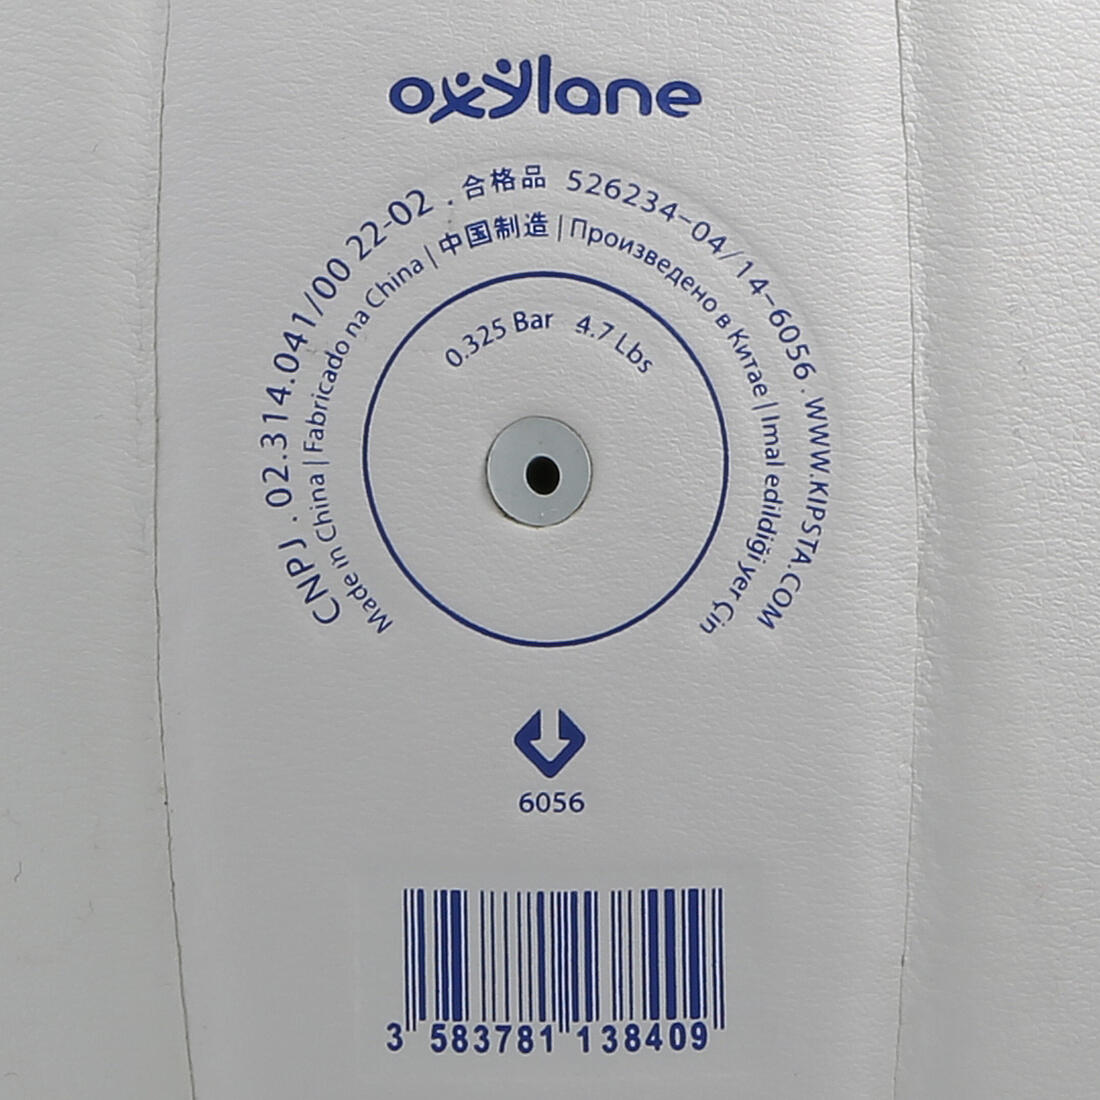 oxylane
CNPJ . 02.314.041/00 22-02 . 合格品 526234-04/14-6056 . WWW.KIPSTA.COM
Made in China | Fabricado na China | 中国制造 | Произведено в Китае | Imal edildiği yer Çin
0.325 Bar 4.7 Lbs
6056
3 583781 138409